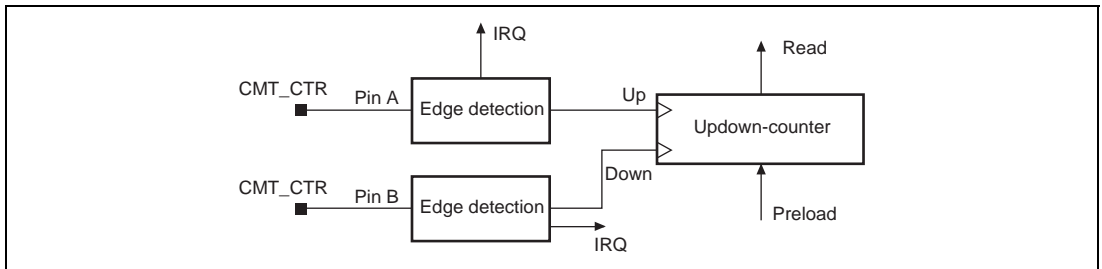 IRQ
Read
CMT_CTR
Pin A
Edge detection
Up
Updown-counter
CMT_CTR
Pin B
Edge detection
Down
Preload
IRQ